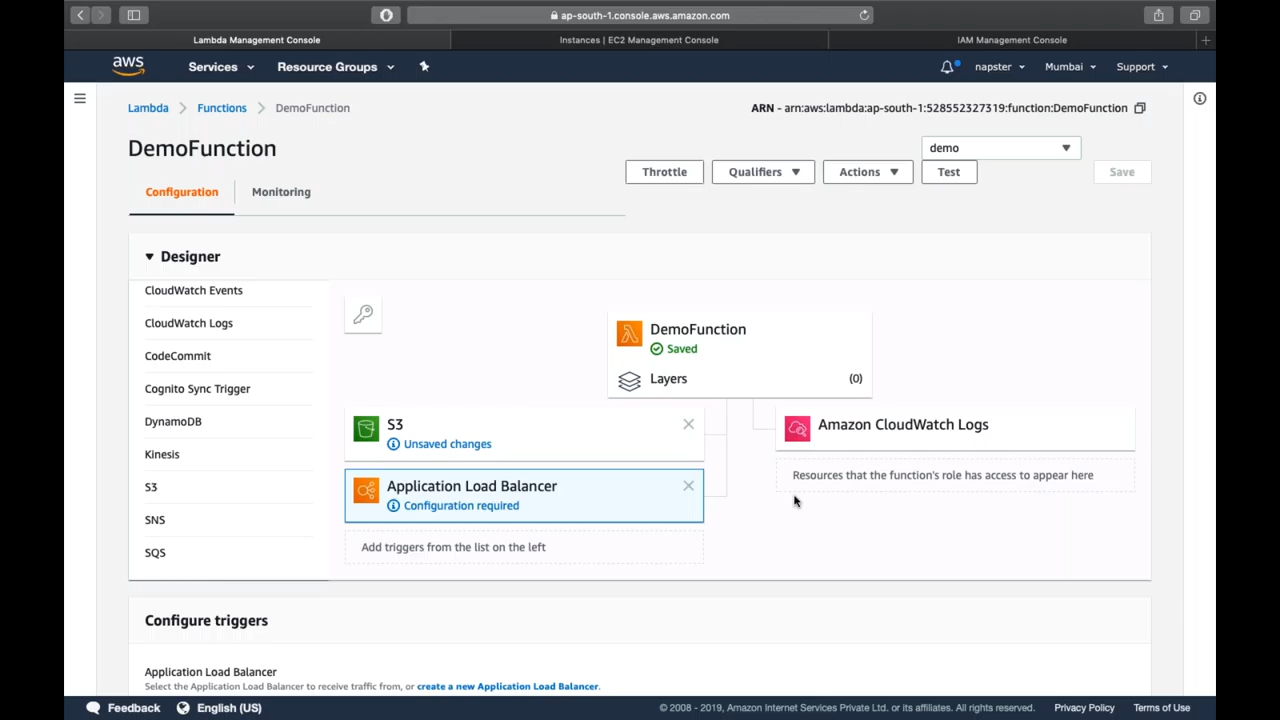 ap-south-1.console.aws.amazon.com
Lambda Management Console
Instances | EC2 Management Console
IAM Management Console
aws
Services
Resource Groups
napster
Mumbai
Support
Lambda
Functions
DemoFunction
ARN - arn:aws:lambda:ap-south-1:528552327319:function:DemoFunction
DemoFunction
demo
Throttle
Qualifiers
Actions
Test
Save
Configuration
Monitoring
Designer
CloudWatch Events
CloudWatch Logs
CodeCommit
Cognito Sync Trigger
DynamoDB
Kinesis
S3
SNS
SQS
DemoFunction
Saved
Layers
(0)
S3
Unsaved changes
Application Load Balancer
Configuration required
Add triggers from the list on the left
Amazon CloudWatch Logs
Resources that the function's role has access to appear here
Configure triggers
Application Load Balancer
Select the Application Load Balancer to receive traffic from, or create a new Application Load Balancer.
Feedback
English (US)
© 2008 - 2019, Amazon Internet Services Private Ltd. or its affiliates. All rights reserved.
Privacy Policy
Terms of Use